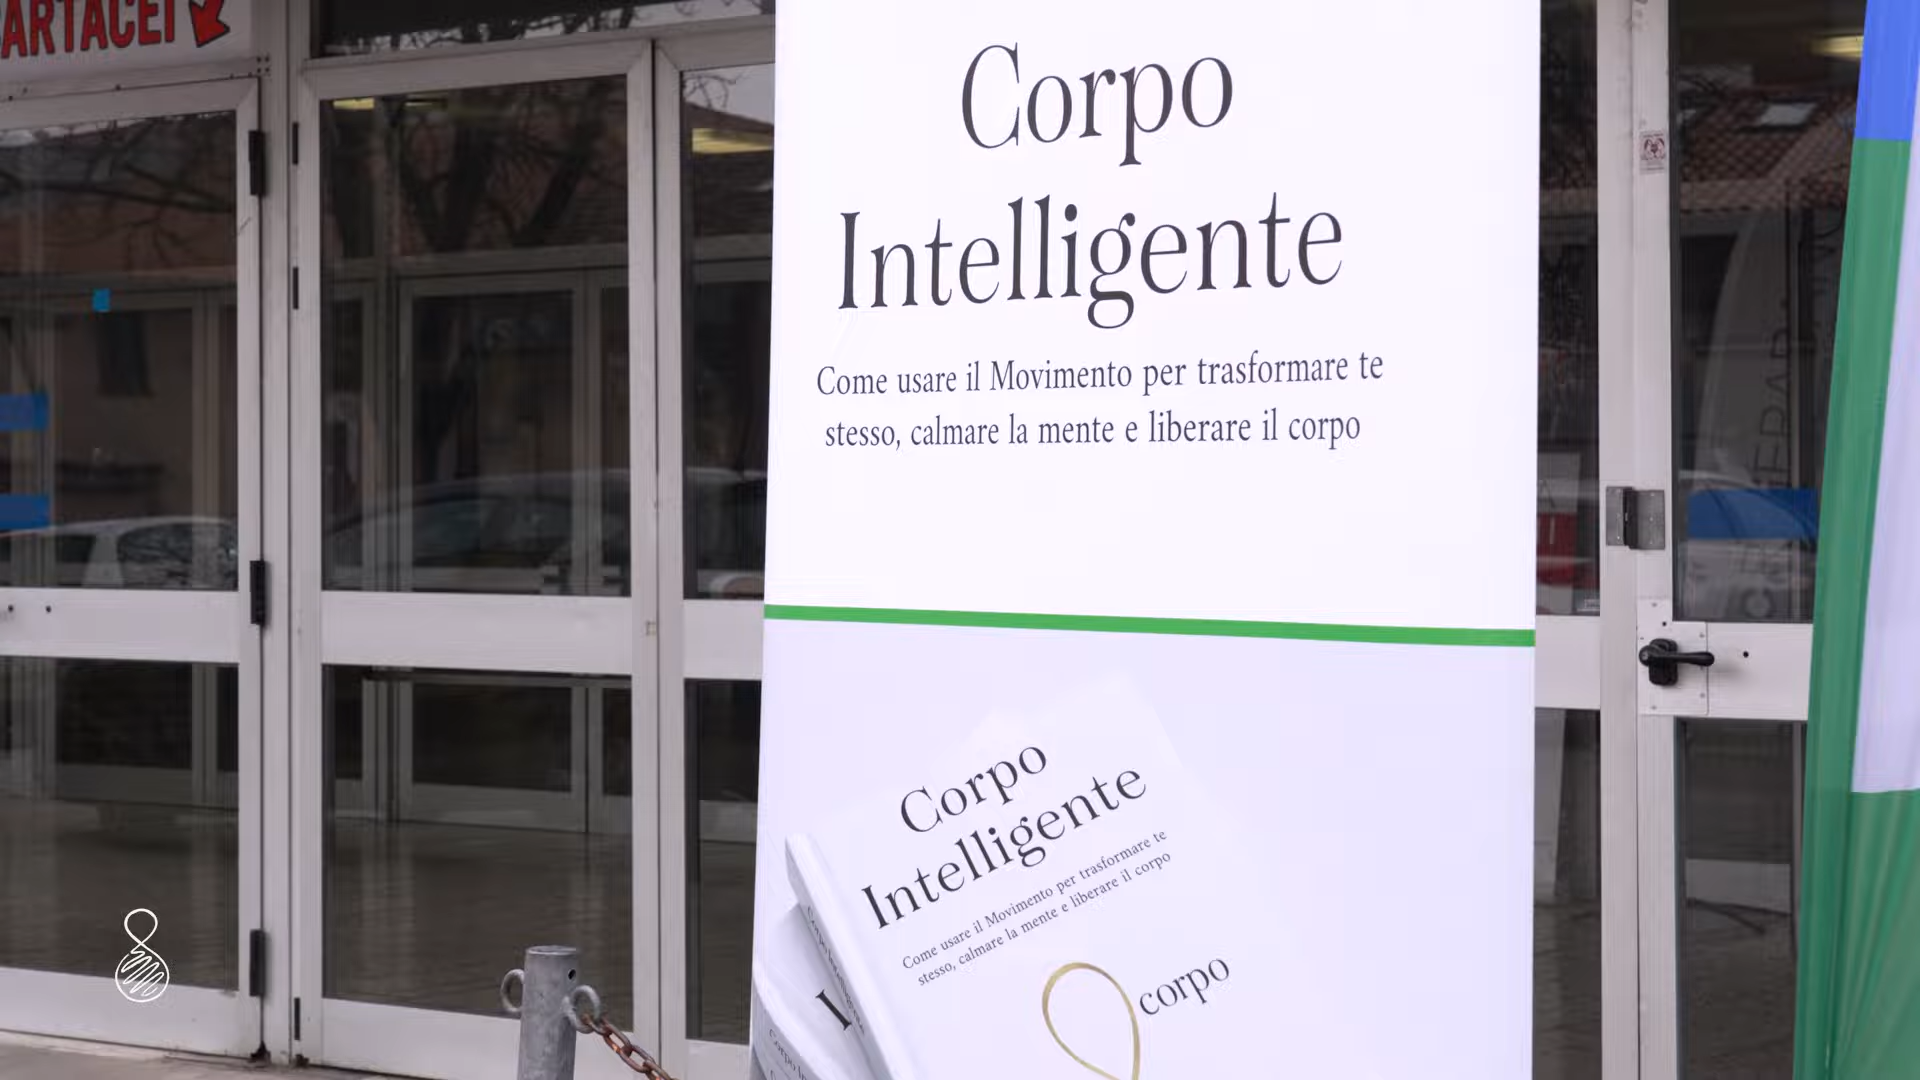 ARTACEI
Corpo
Intelligente
Come usare il Movimento per trasformare te
stesso, calmare la mente e liberare il corpo
Corpo
Intelligente
Come usare il Movimento per trasformare te
stesso, calmare la mente e liberare il corpo
corpo